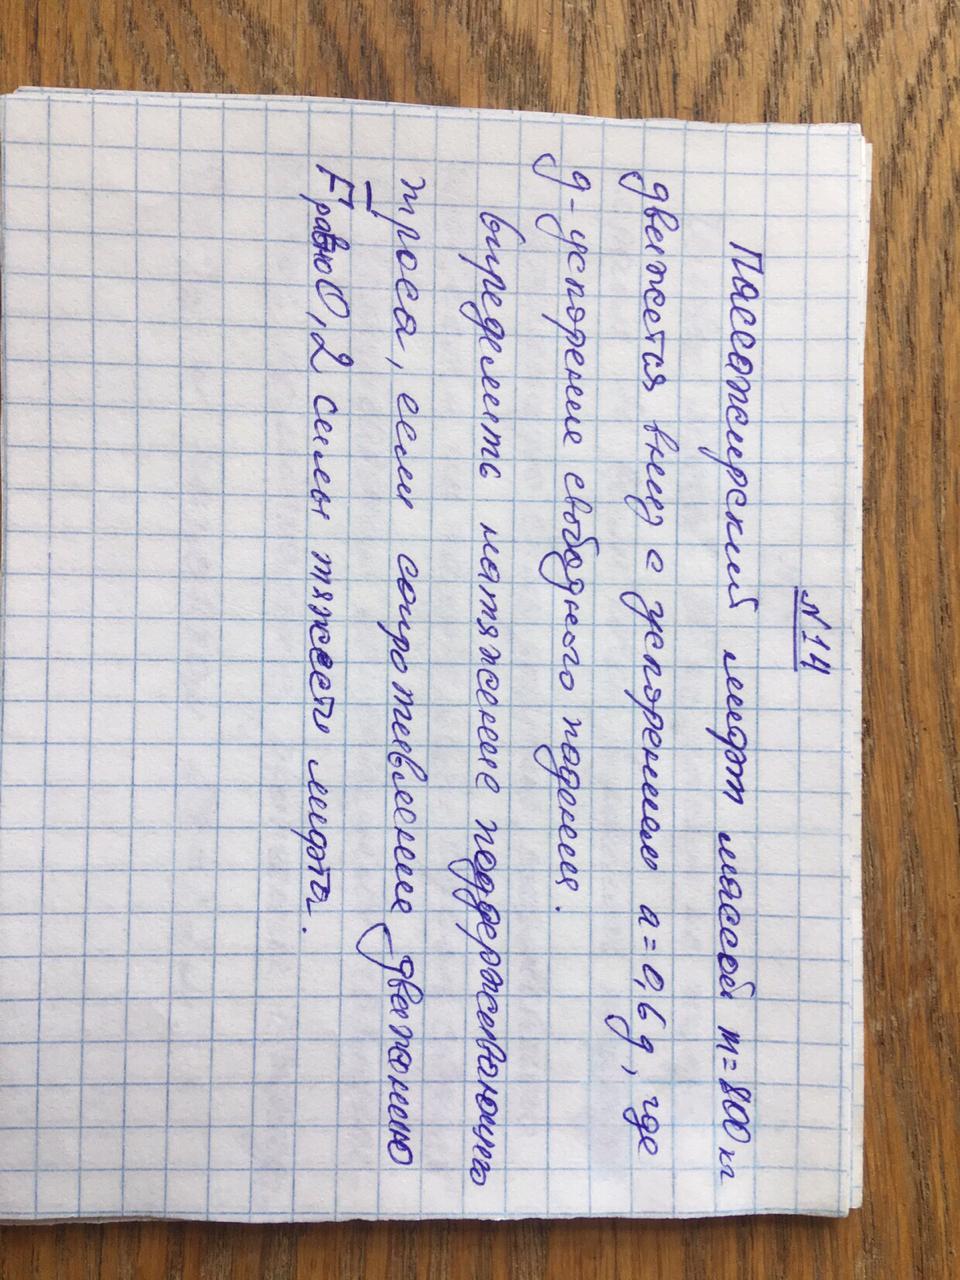 №14
Пассажирский лифт массой m=800 кг
движется вниз с ускорением a=0,6g, где
g-ускорение свободного падения.
Определить натяжение поддерживающего
троса, если сопротивление движению
F равно 0,2 силы тяжести лифта.